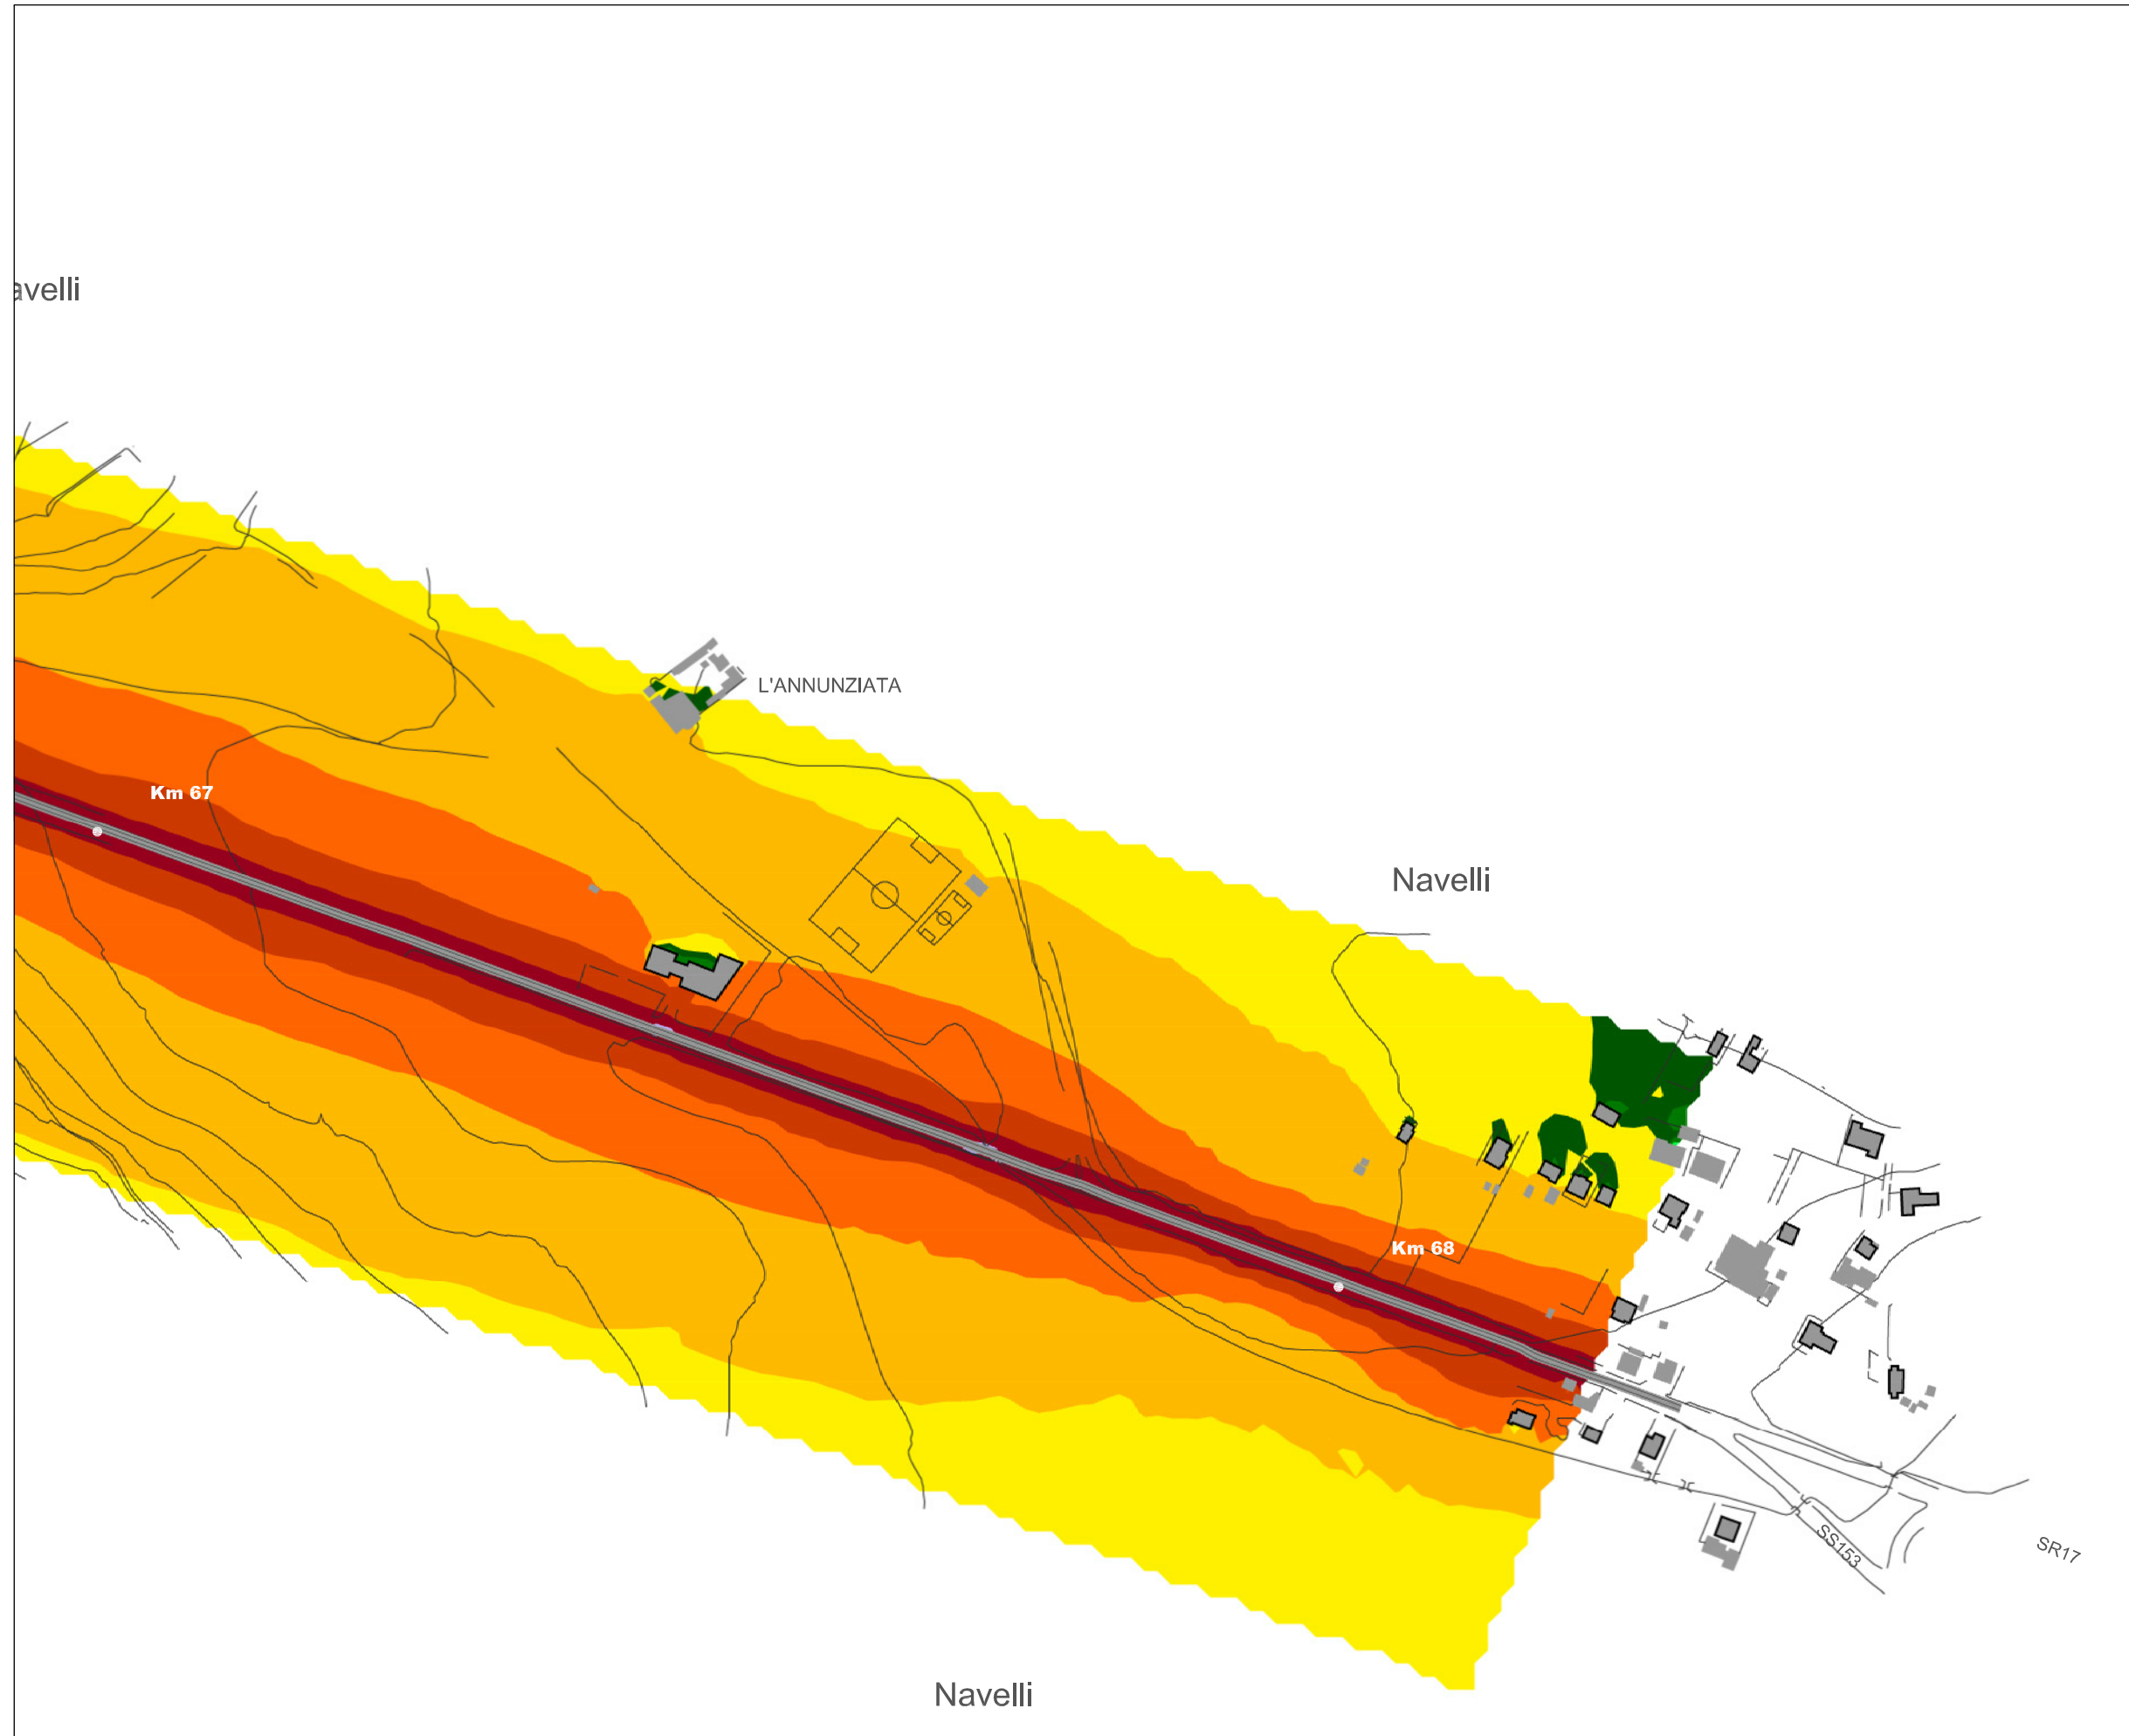 avelli
L'ANNUNZIATA
Km 67
Navelli
Km 68
SS153
SR17
Navelli